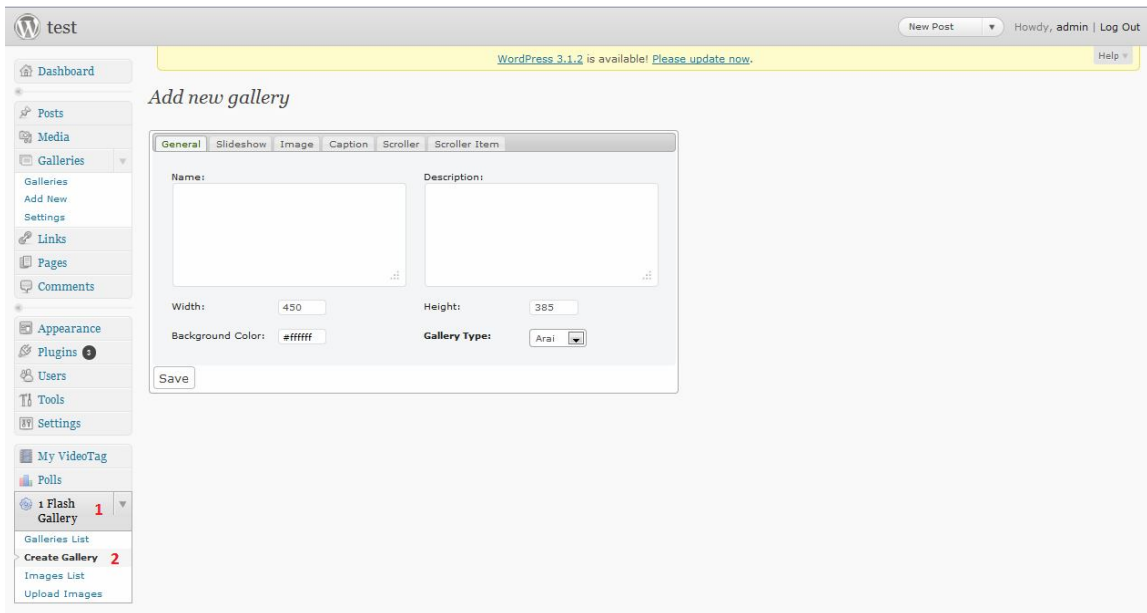 test
New Post
Howdy, admin | Log Out
WordPress 3.1.2 is available! Please update now.
Help
Dashboard
Posts
Media
Galleries
Galleries
Add New
Settings
Links
Pages
Comments
Appearance
Plugins 3
Users
Tools
Settings
My VideoTag
Polls
1 Flash Gallery 1
Galleries List
Create Gallery 2
Images List
Upload Images
Add new gallery
General Slideshow Image Caption Scroller Scroller Item
Name: Description:
Width: 450 Height: 385
Background Color: #ffffff Gallery Type: Arai
Save